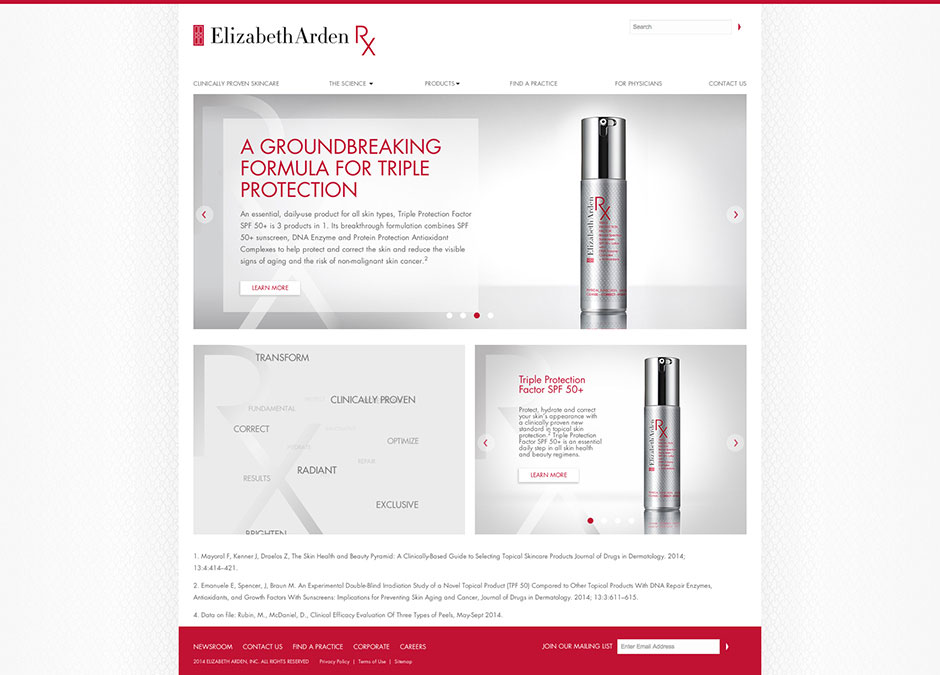 Elizabeth Arden RX
Search
CLINICALLY PROVEN SKINCARE
THE SCIENCE
PRODUCTS
FIND A PRACTICE
FOR PHYSICIANS
CONTACT US
A GROUNDBREAKING
FORMULA FOR TRIPLE
PROTECTION
An essential, daily-use product for all skin types, Triple Protection Factor
SPF 50+ is 3 products in 1. Its breakthrough formulation combines SPF
50+ sunscreen, DNA Enzyme and Protein Protection Antioxidant
Complexes to help protect and correct the skin and reduce the visible
signs of aging and the risk of non-malignant skin cancer.2
LEARN MORE
Elizabeth Arden RX
TRANSFORM
CLINICALLY PROVEN
FUNDAMENTAL
CORRECT
OPTIMIZE
REPAIR
RADIANT
RESULTS
EXCLUSIVE
BRIGHTEN
Triple Protection
Factor SPF 50+
Protect, hydrate and correct
your skin's appearance with
a clinically proven new
standard in topical skin
protection.2 Triple Protection
Factor SPF 50+ is an essential
daily step in all skin health
and beauty regimens.
LEARN MORE
Elizabeth Arden RX
1. Mayoral F, Kenner J, Draelos Z, The Skin Health and Beauty Pyramid: A Clinically-Based Guide to Selecting Topical Skincare Products Journal of Drugs in Dermatology. 2014;
13:4:414–421.
2. Emanuele E, Spencer, J, Braun M. An Experimental Double-Blind Irradiation Study of a Novel Topical Product (TPF 50) Compared to Other Topical Products With DNA Repair Enzymes,
Antioxidants, and Growth Factors With Sunscreens: Implications for Preventing Skin Aging and Cancer, Journal of Drugs in Dermatology. 2014; 13:3:611–615.
4. Data on file: Rubin, M., McDaniel, D., Clinical Efficacy Evaluation Of Three Types of Peels, May-Sept 2014.
NEWSROOM
CONTACT US
FIND A PRACTICE
CORPORATE
CAREERS
JOIN OUR MAILING LIST
Enter Email Address
2014 ELIZABETH ARDEN, INC. ALL RIGHTS RESERVED
Privacy Policy | Terms of Use | Sitemap